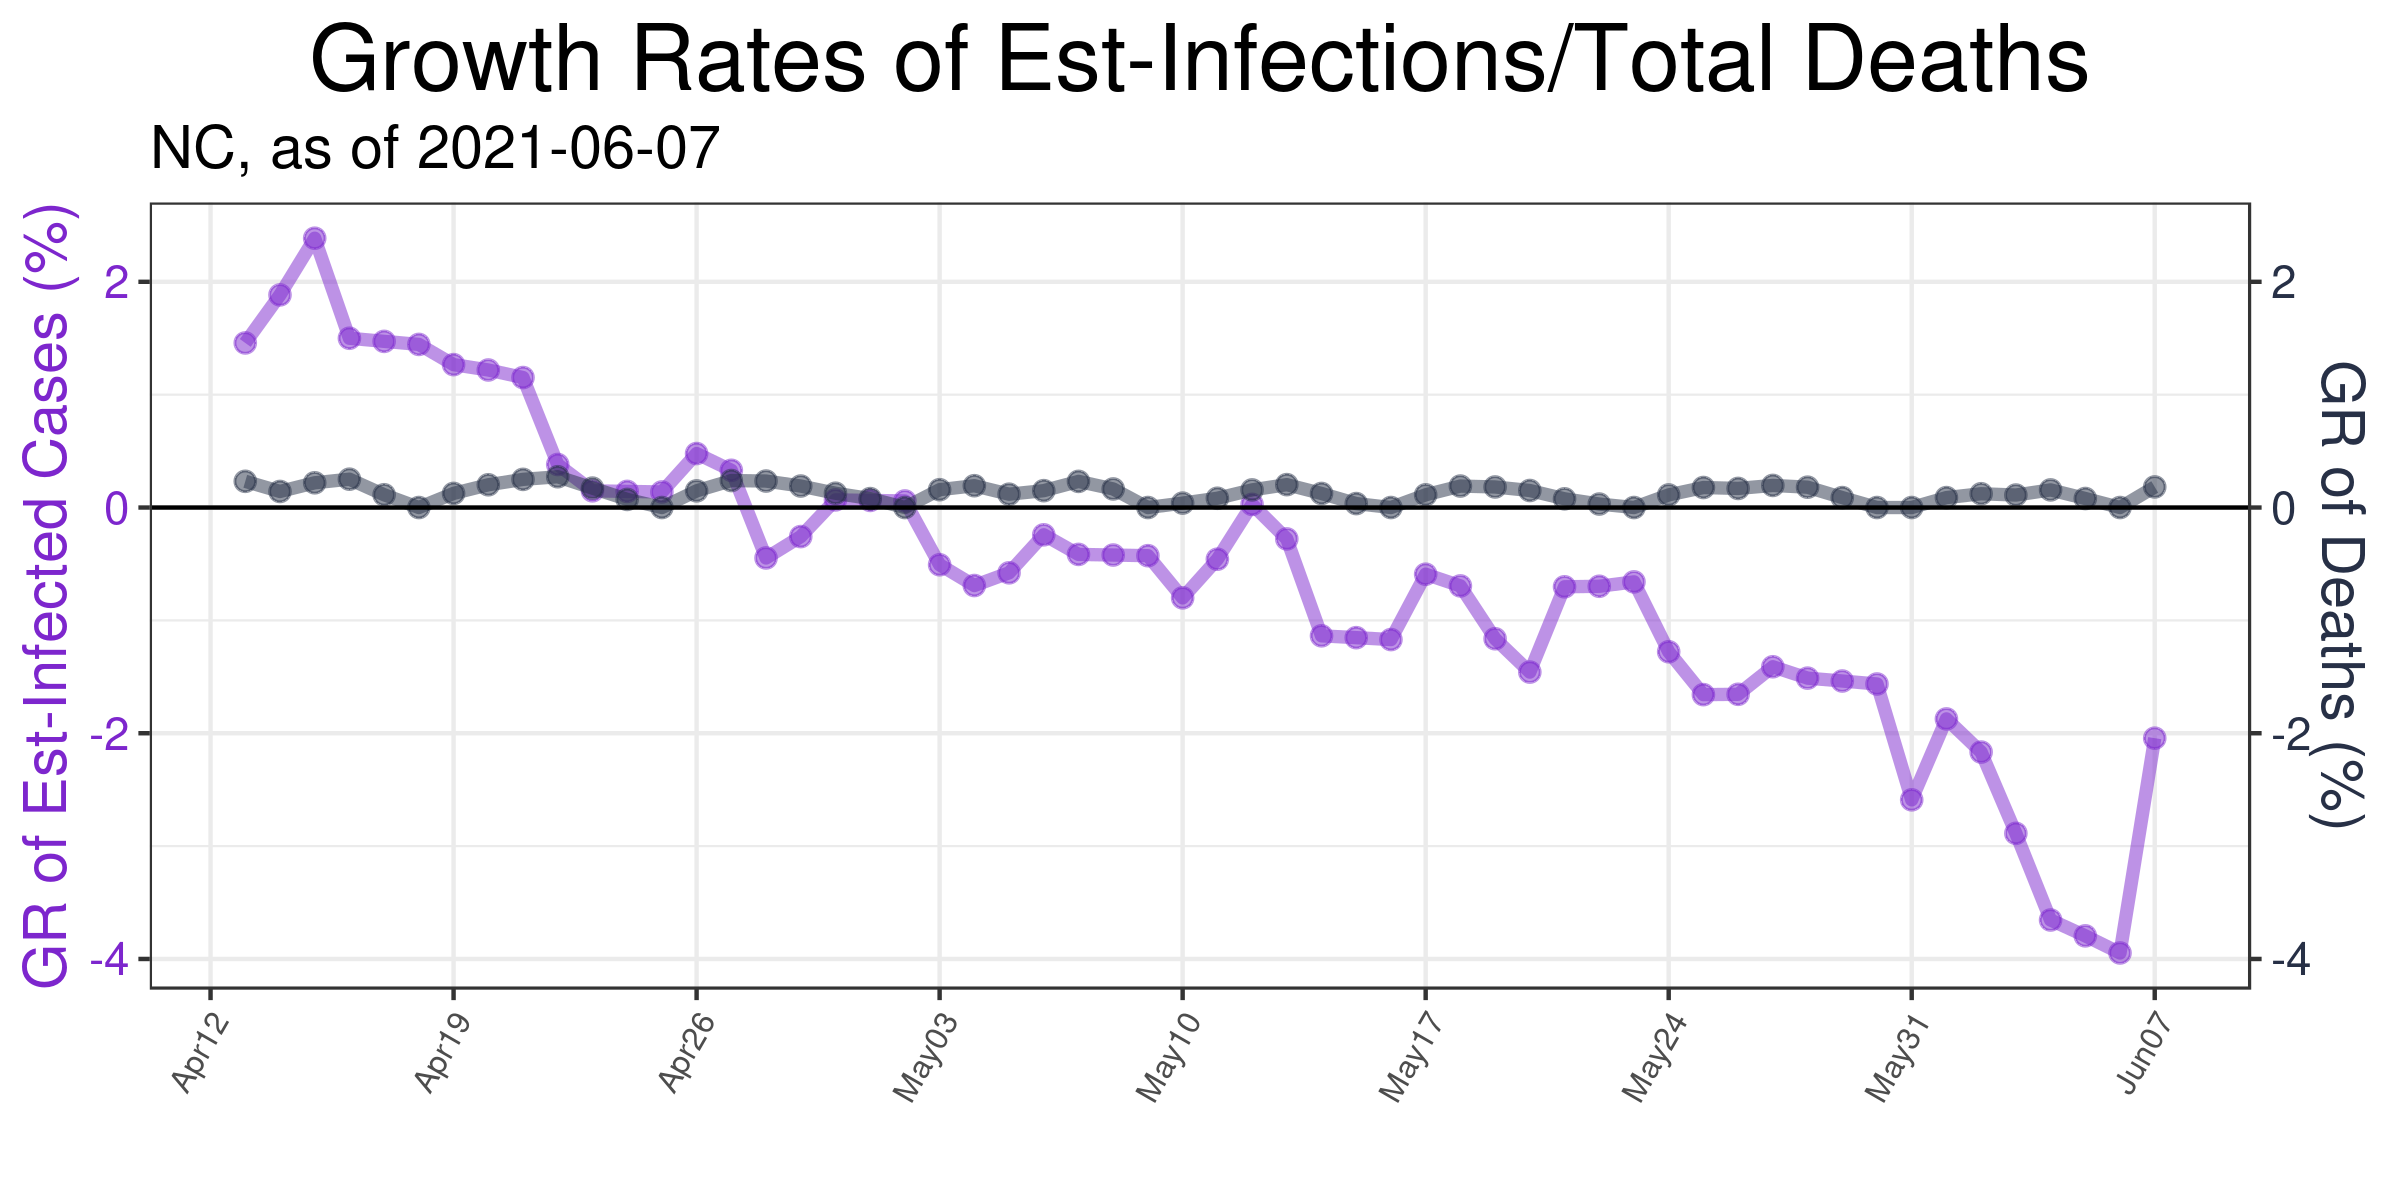 Growth Rates of Est-Infections/Total Deaths
NC, as of 2021-06-07
GR of Est-Infected Cases (%)
2
0
-2
-4
2
0
-2
-4
GR of Deaths (%)
Apr12
Apr19
Apr26
May03
May10
May17
May24
May31
Jun07